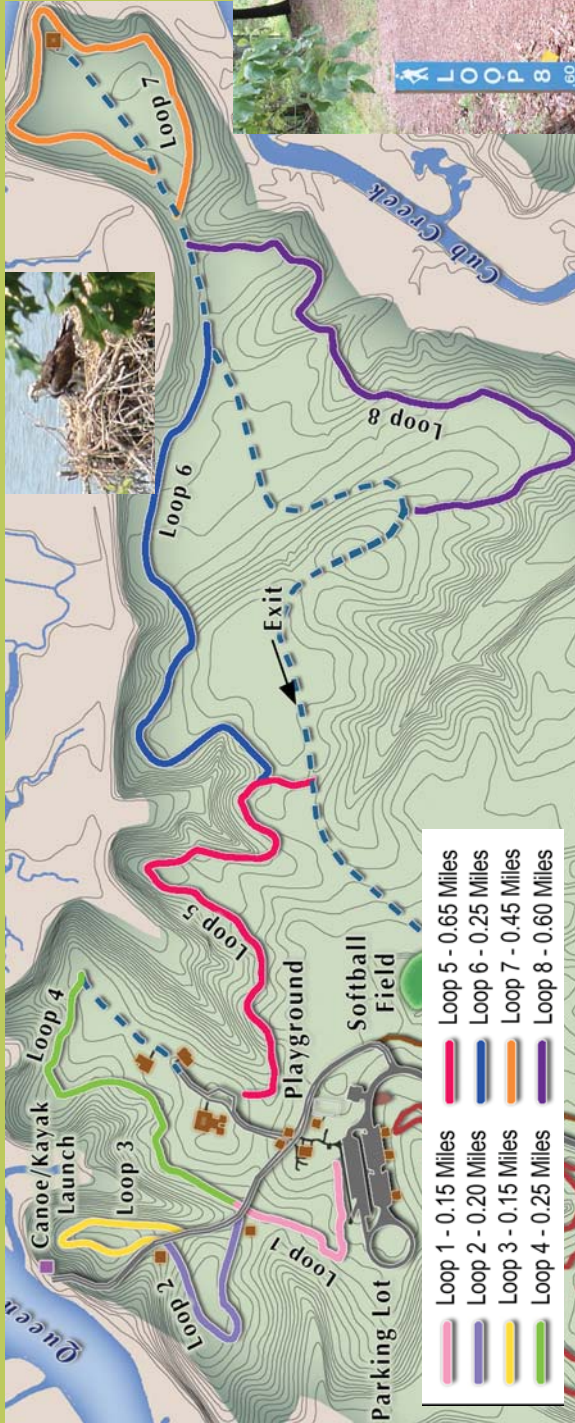 Queen
Canoe/Kayak
Launch
Loop 4
Loop 3
Loop 2
Loop 1
Parking Lot
Playground
Softball
Field
Loop 5
Exit
Loop 6
Loop 7
Loop 8
Cub Creek
LOOP 8
.60
Loop 1 - 0.15 Miles
Loop 2 - 0.20 Miles
Loop 3 - 0.15 Miles
Loop 4 - 0.25 Miles
Loop 5 - 0.65 Miles
Loop 6 - 0.25 Miles
Loop 7 - 0.45 Miles
Loop 8 - 0.60 Miles